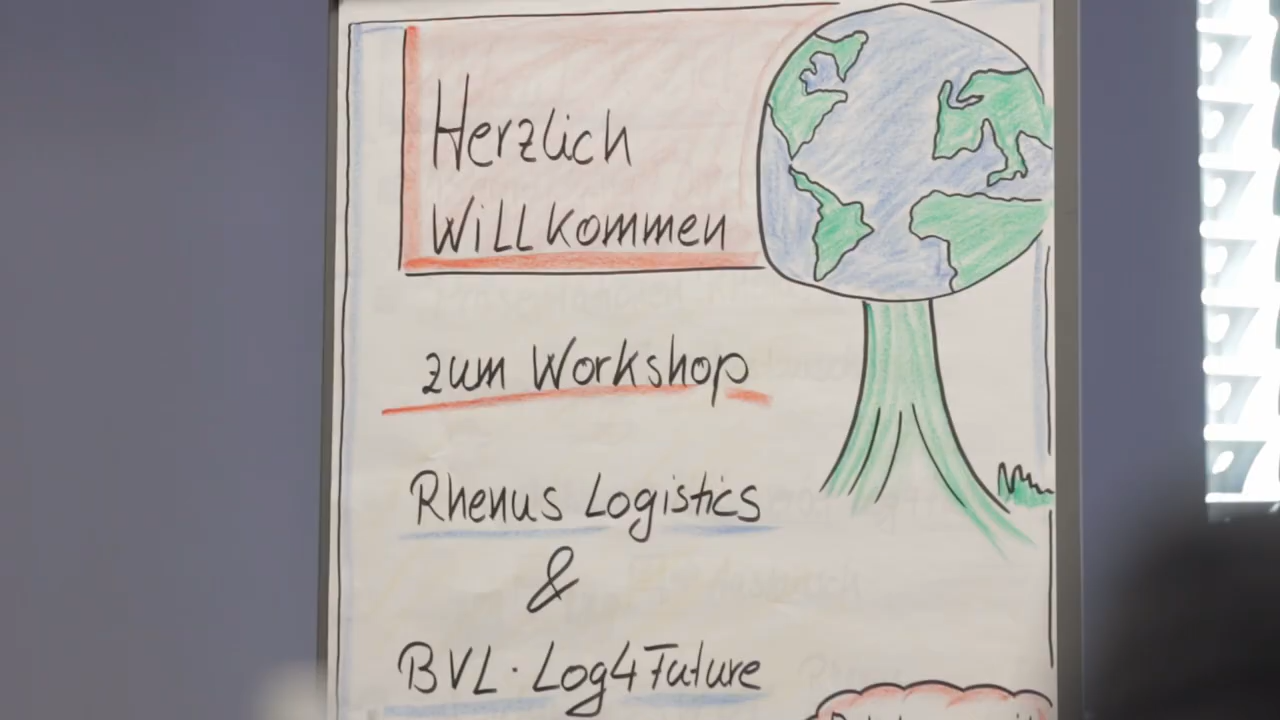 Herzlich
Willkommen
zum Workshop
Rhenus Logistics
&
BVL · Log4Future